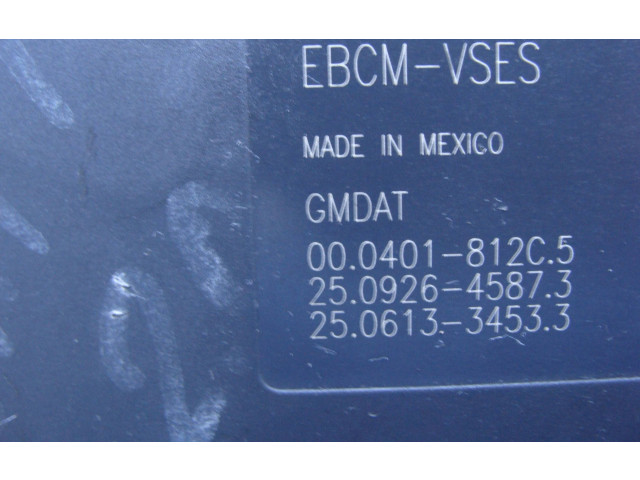 EBCM-VSES
MADE IN MEXICO
GMDAT
00.0401-812C.5
25.0926-4587.3
25.0613-3453.3